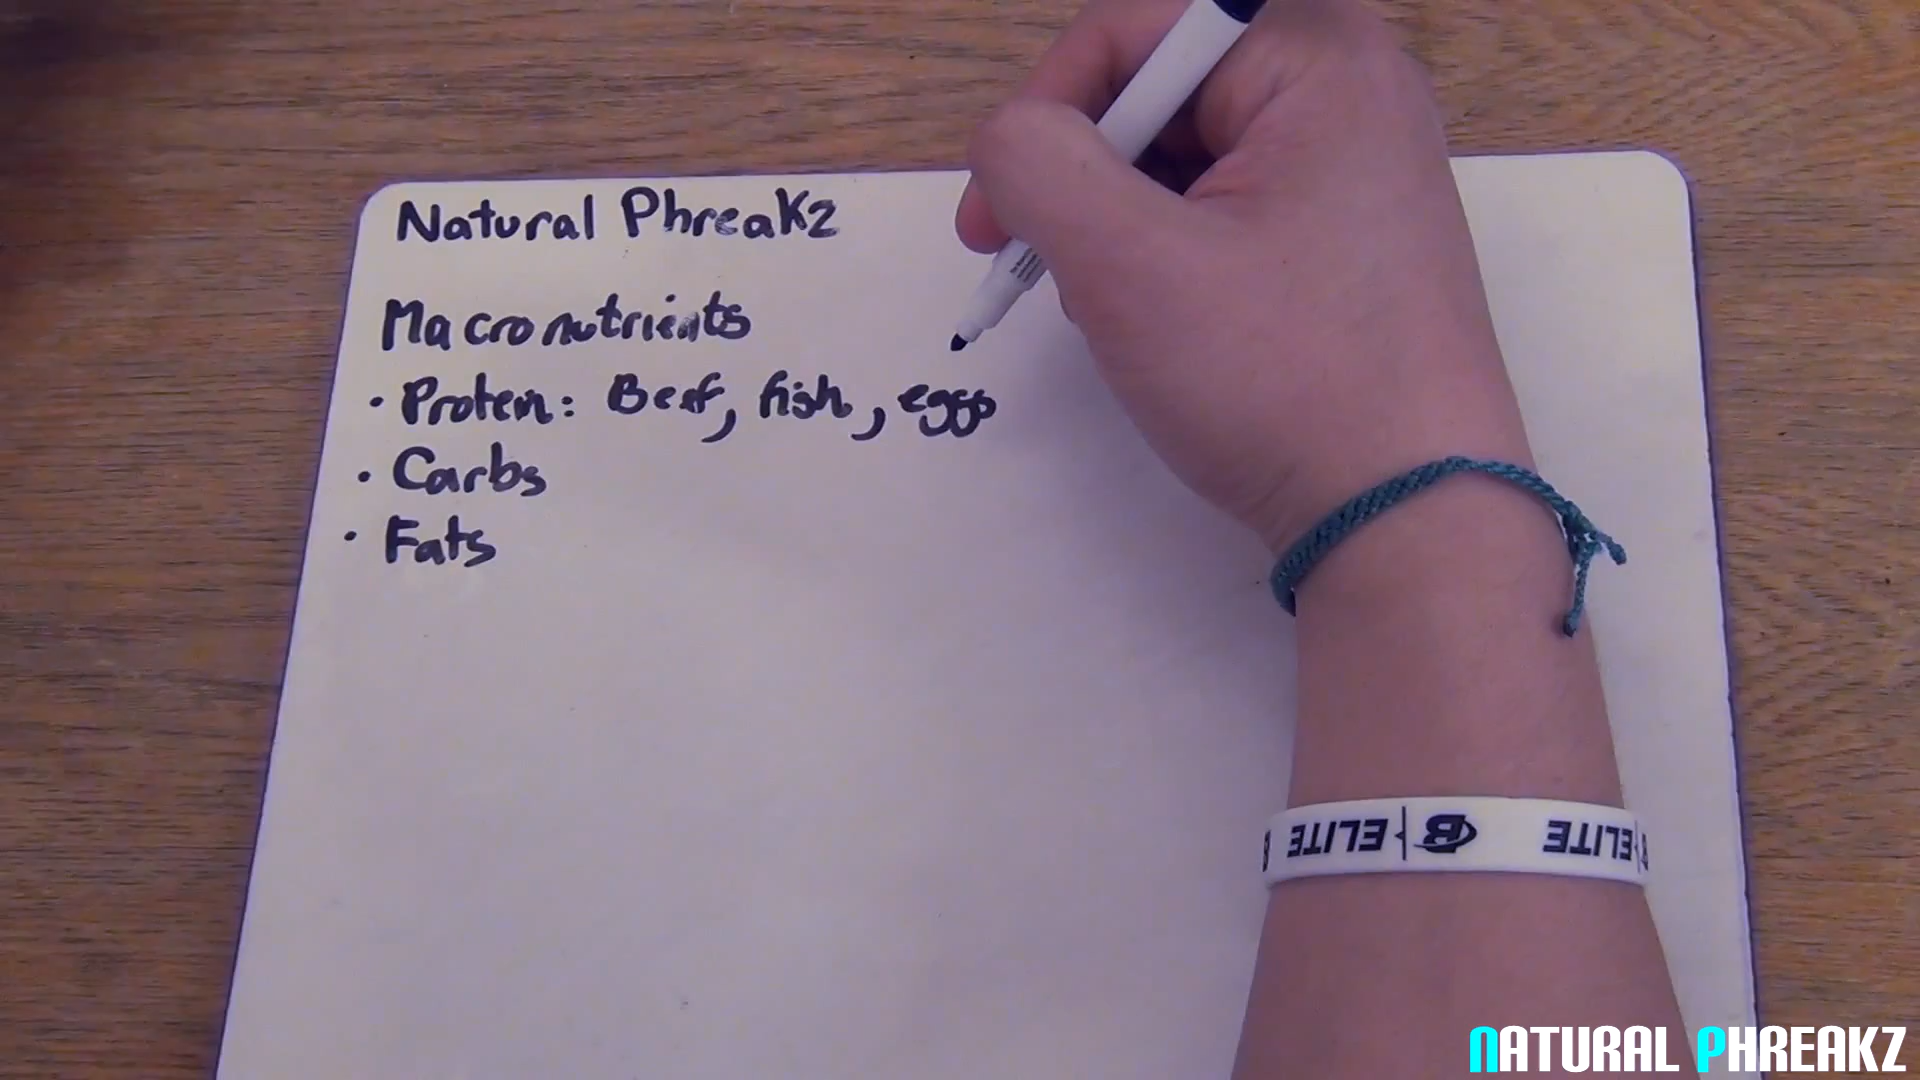 Natural Phreakz
Macronutrients
• Protein: Beef, fish, eggs
• Carbs
• Fats
ELITE B ELITE
NATURAL PHREAKZ